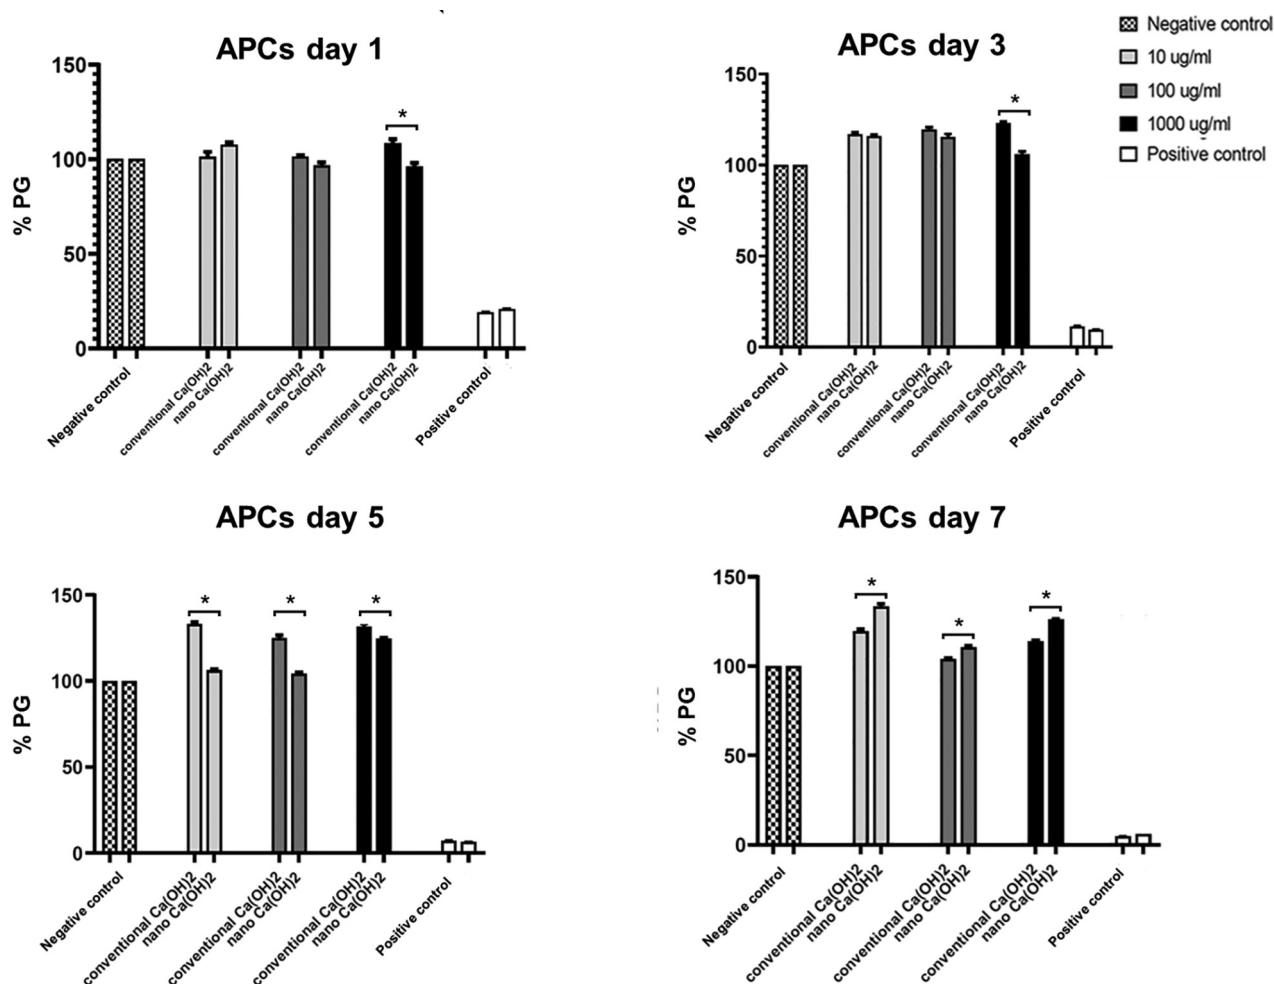 APCs day 1
150
100
50
0
% PG
*
Negative control
conventional Ca(OH)2
nano Ca(OH)2
conventional Ca(OH)2
nano Ca(OH)2
conventional Ca(OH)2
nano Ca(OH)2
Positive control
APCs day 3
150
100
50
0
% PG
*
Negative control
conventional Ca(OH)2
nano Ca(OH)2
conventional Ca(OH)2
nano Ca(OH)2
conventional Ca(OH)2
nano Ca(OH)2
Positive control
Negative control
10 ug/ml
100 ug/ml
1000 ug/ml
Positive control
APCs day 5
150
100
50
0
% PG
*
*
*
Negative control
conventional Ca(OH)2
nano Ca(OH)2
conventional Ca(OH)2
nano Ca(OH)2
conventional Ca(OH)2
nano Ca(OH)2
Positive control
APCs day 7
150
100
50
0
% PG
*
*
*
Negative control
conventional Ca(OH)2
nano Ca(OH)2
conventional Ca(OH)2
nano Ca(OH)2
conventional Ca(OH)2
nano Ca(OH)2
Positive control